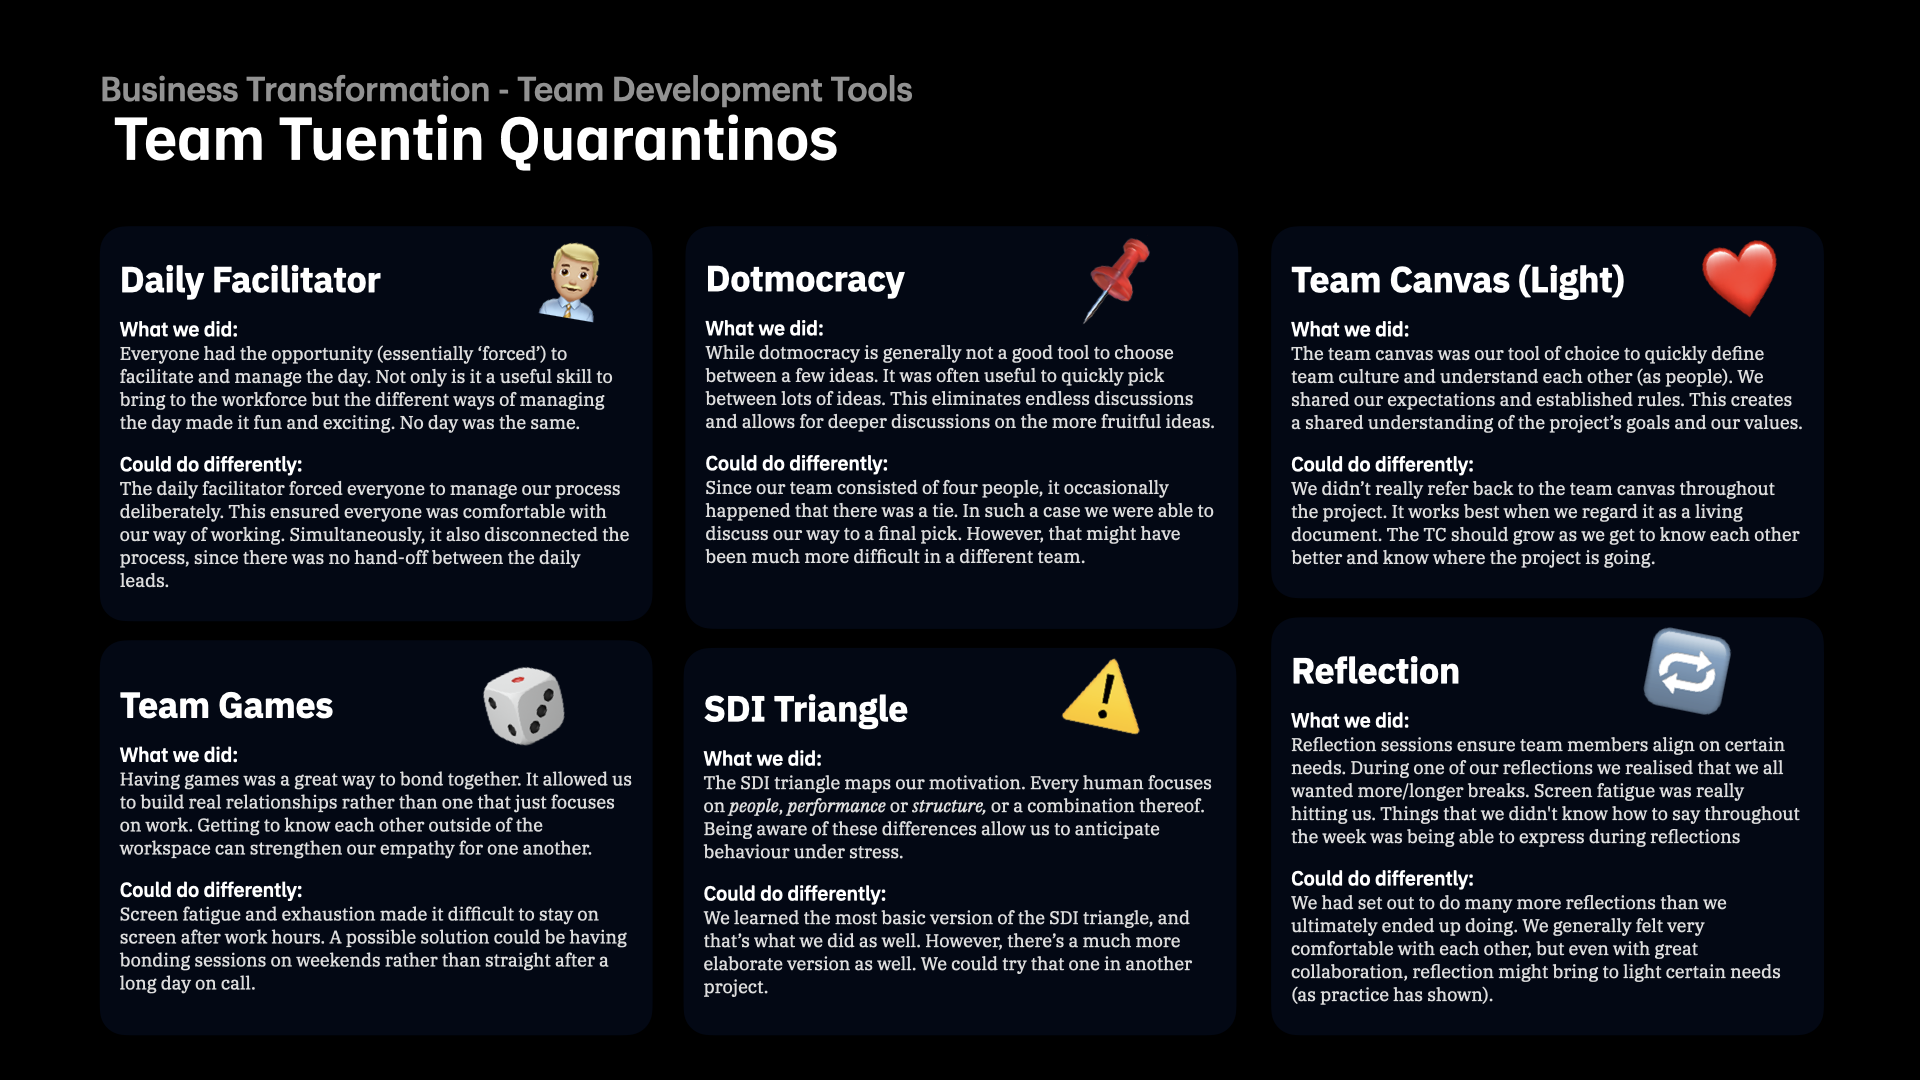 Business Transformation - Team Development Tools
Team Tuentin Quarantinos
Daily Facilitator
What we did:
Everyone had the opportunity (essentially ‘forced’) to
facilitate and manage the day. Not only is it a useful skill to
bring to the workforce but the different ways of managing
the day made it fun and exciting. No day was the same.
Could do differently:
The daily facilitator forced everyone to manage our process
deliberately. This ensured everyone was comfortable with
our way of working. Simultaneously, it also disconnected the
process, since there was no hand-off between the daily
leads.
Dotmocracy
What we did:
While dotmocracy is generally not a good tool to choose
between a few ideas. It was often useful to quickly pick
between lots of ideas. This eliminates endless discussions
and allows for deeper discussions on the more fruitful ideas.
Could do differently:
Since our team consisted of four people, it occasionally
happened that there was a tie. In such a case we were able to
discuss our way to a final pick. However, that might have
been much more difficult in a different team.
Team Canvas (Light)
What we did:
The team canvas was our tool of choice to quickly define
team culture and understand each other (as people). We
shared our expectations and established rules. This creates
a shared understanding of the project’s goals and our values.
Could do differently:
We didn’t really refer back to the team canvas throughout
the project. It works best when we regard it as a living
document. The TC should grow as we get to know each other
better and know where the project is going.
Team Games
What we did:
Having games was a great way to bond together. It allowed us
to build real relationships rather than one that just focuses
on work. Getting to know each other outside of the
workspace can strengthen our empathy for one another.
Could do differently:
Screen fatigue and exhaustion made it difficult to stay on
screen after work hours. A possible solution could be having
bonding sessions on weekends rather than straight after a
long day on call.
SDI Triangle
What we did:
The SDI triangle maps our motivation. Every human focuses
on people, performance or structure, or a combination thereof.
Being aware of these differences allow us to anticipate
behaviour under stress.
Could do differently:
We learned the most basic version of the SDI triangle, and
that’s what we did as well. However, there’s a much more
elaborate version as well. We could try that one in another
project.
Reflection
What we did:
Reflection sessions ensure team members align on certain
needs. During one of our reflections we realised that we all
wanted more/longer breaks. Screen fatigue was really
hitting us. Things that we didn't know how to say throughout
the week was being able to express during reflections
Could do differently:
We had set out to do many more reflections than we
ultimately ended up doing. We generally felt very
comfortable with each other, but even with great
collaboration, reflection might bring to light certain needs
(as practice has shown).